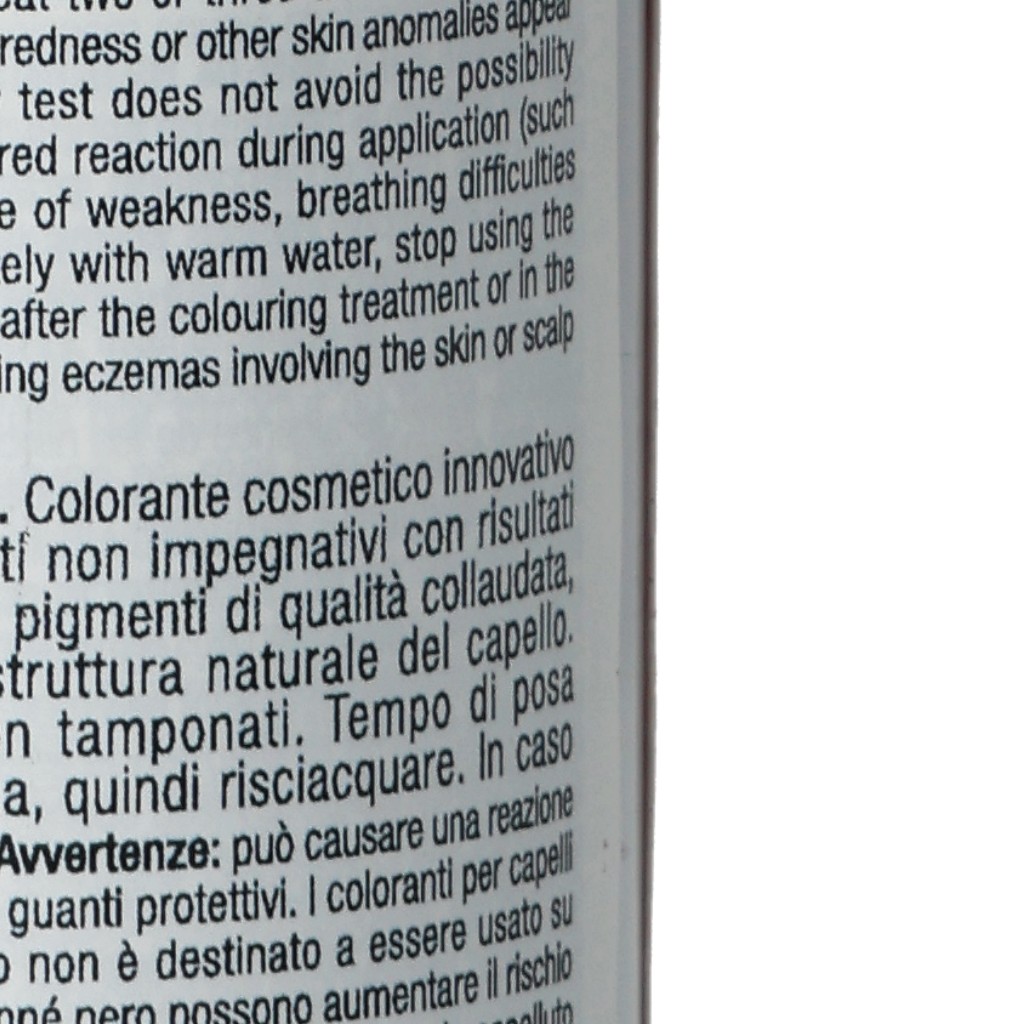 redness or other skin anomalies appear
test does not avoid the possibility
red reaction during application (such
of weakness, breathing difficulties
ely with warm water, stop using the
after the colouring treatment or in the
ing eczemas involving the skin or scalp
. Colorante cosmetico innovativo
ti non impegnativi con risultati
pigmenti di qualità collaudata,
struttura naturale del capello.
n tamponati. Tempo di posa
a, quindi risciacquare. In caso
Avvertenze: può causare una reazione
guanti protettivi. I coloranti per capelli
o non è destinato a essere usato su
nero possono aumentare il rischio